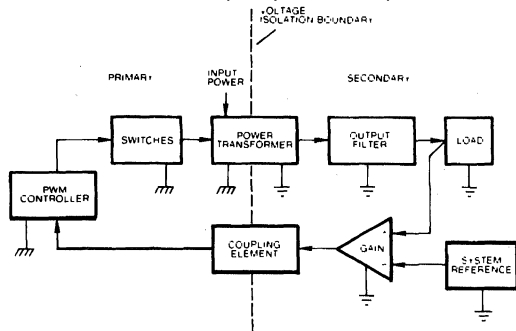 VOLTAGE
ISOLATION BOUNDARY
PRIMARY
INPUT
POWER
SECONDARY
SWITCHES
POWER
TRANSFORMER
OUTPUT
FILTER
LOAD
PWM
CONTROLLER
COUPLING
ELEMENT
+
GAIN
−
SYSTEM
REFERENCE